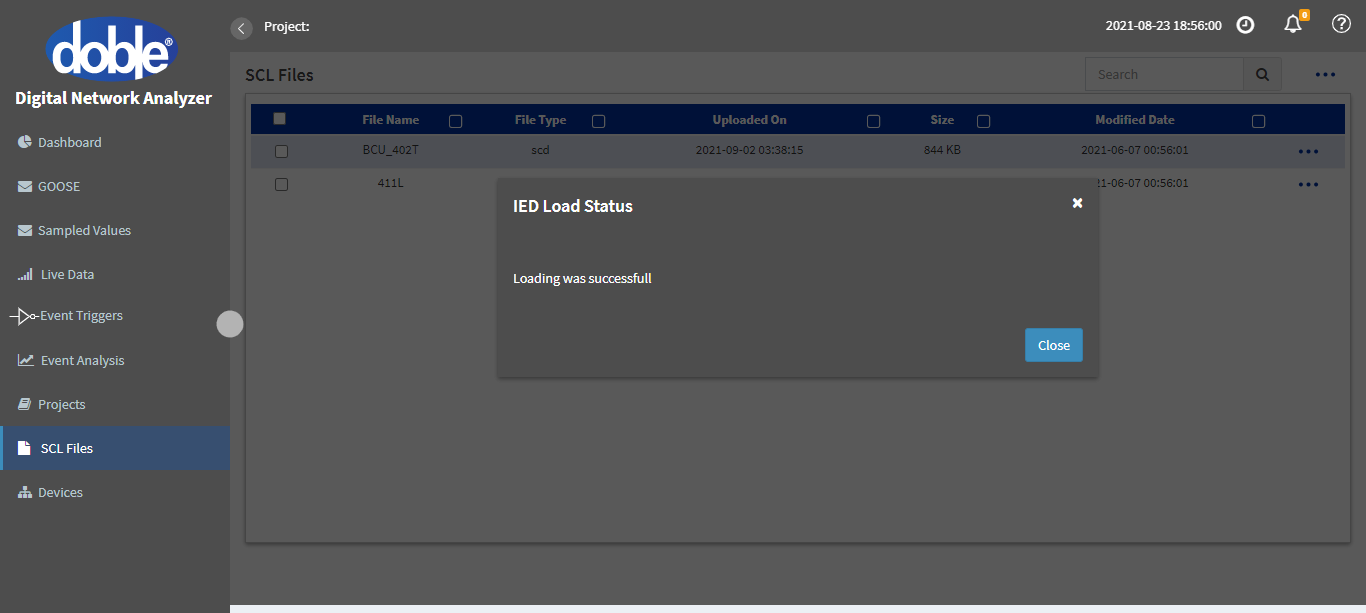 doble®
Digital Network Analyzer
Dashboard
GOOSE
Sampled Values
Live Data
Event Triggers
Event Analysis
Projects
SCL Files
Devices
Project:
2021-08-23 18:56:00
0
SCL Files
Search
File Name File Type Uploaded On Size Modified Date
BCU_402T scd 2021-09-02 03:38:15 844 KB 2021-06-07 00:56:01
411L 21-06-07 00:56:01
IED Load Status
Loading was successfull
Close